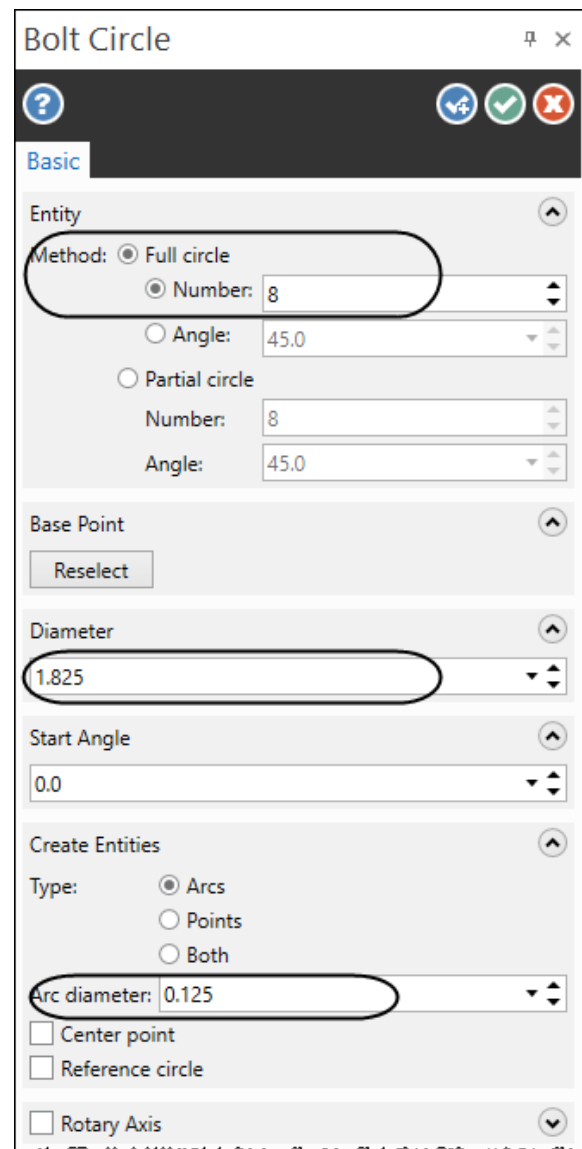 Bolt Circle
Basic
Entity
Method: Full circle
Number: 8
Angle: 45.0
Partial circle
Number: 8
Angle: 45.0
Base Point
Reselect
Diameter
1.825
Start Angle
0.0
Create Entities
Type: Arcs
Points
Both
Arc diameter: 0.125
Center point
Reference circle
Rotary Axis